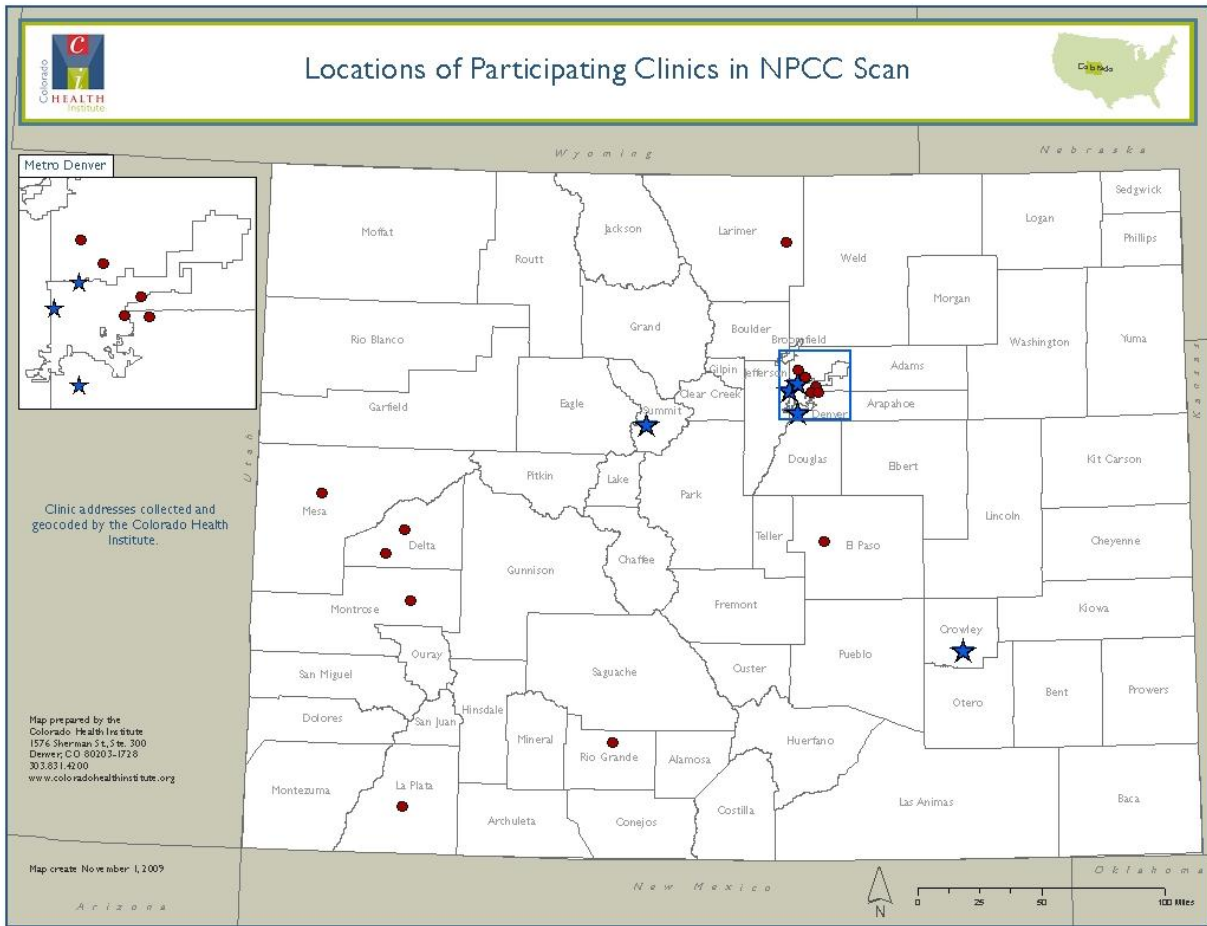 Colorado
C
i
HEALTH
Institute
Locations of Participating Clinics in NPCC Scan
Colorado
Wyoming
Nebraska
Metro Denver
Sedgwick
Logan
Phillips
Moffat
Jackson
Larimer
Routt
Weld
Morgan
Grand
Boulder
Washington
Yuma
Rio Blanco
Broomfield
Gilpin
Jefferson
Adams
Kansas
Clear Creek
Garfield
Eagle
Summit
Arapahoe
Denver
Utah
Pitkin
Lake
Park
Douglas
Elbert
Kit Carson
Mesa
Clinic addresses collected and
geocoded by the Colorado Health
Institute.
Lincoln
Teller
Delta
El Paso
Cheyenne
Gunnison
Chaffee
Montrose
Fremont
Kiowa
Crowley
Ouray
Pueblo
San Miguel
Saguache
Custer
Otero
Bent
Prowers
Dolores
San Juan
Hinsdale
Mineral
Huerfano
Rio Grande
Alamosa
Map prepared by the
Colorado Health Institute
1576 Sherman St., Ste. 300
Denver, CO 80203-1728
303.831.4200
www.coloradohealthinstitute.org
Montezuma
La Plata
Las Animas
Baca
Costilla
Archuleta
Conejos
Map create November 1, 2009
Oklahoma
New Mexico
Arizona
N
0 25 50 100 Miles